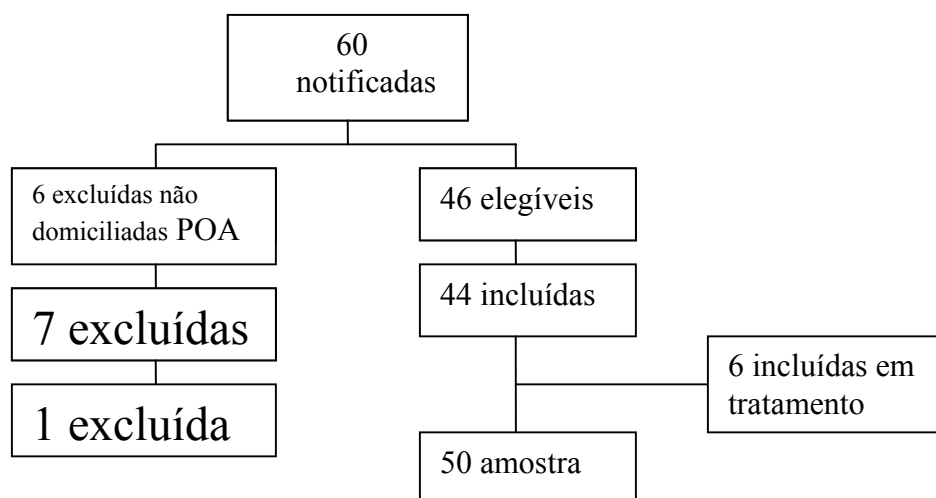 60
notificadas
6 excluídas não
domiciliadas POA
7 excluídas
1 excluída
46 elegíveis
44 incluídas
6 incluídas em
tratamento
50 amostra